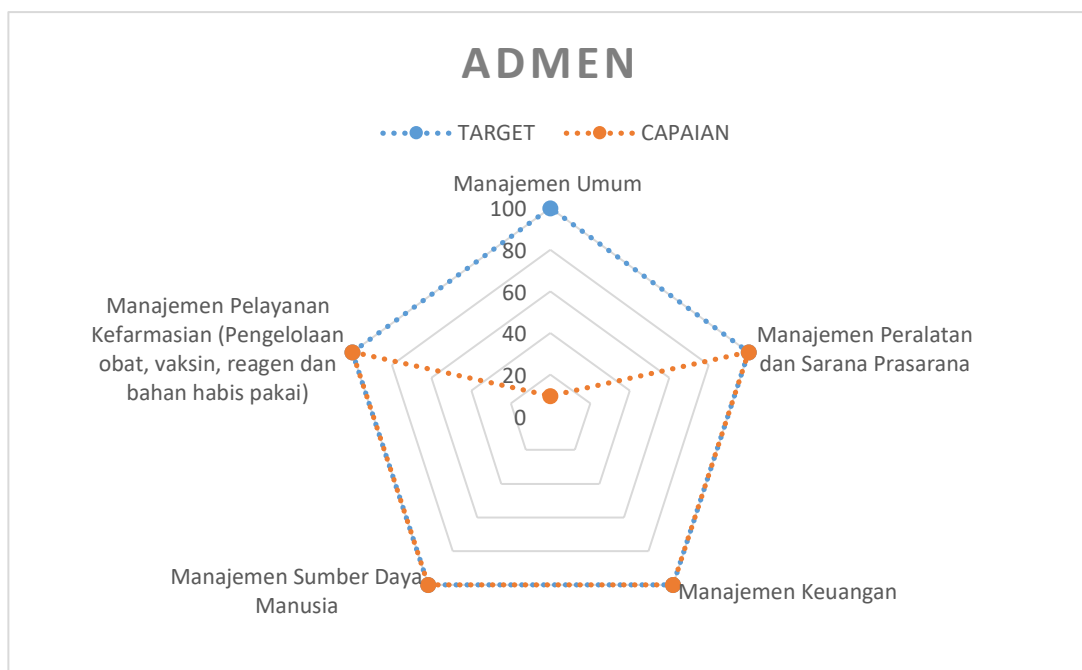 ADMEN
TARGET CAPAIAN
Manajemen Umum
100
80
60
40
20
0
Manajemen Peralatan
dan Sarana Prasarana
Manajemen Keuangan
Manajemen Sumber Daya
Manusia
Manajemen Pelayanan
Kefarmasian (Pengelolaan
obat, vaksin, reagen dan
bahan habis pakai)